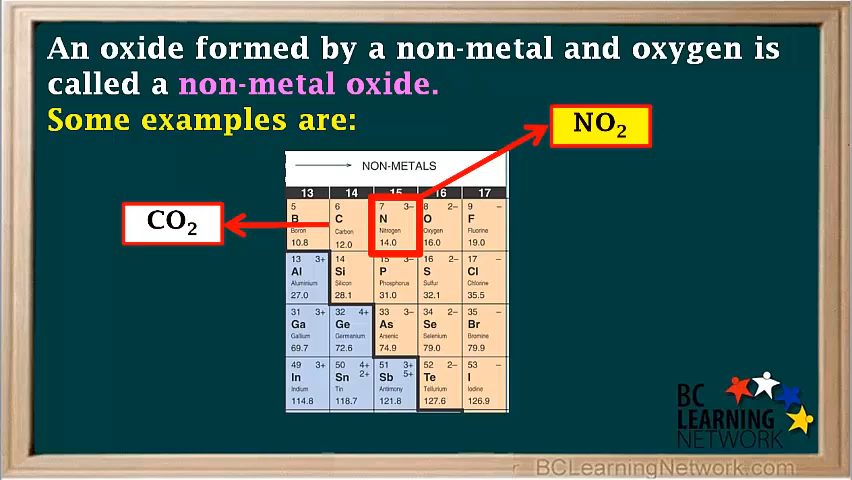 An oxide formed by a non-metal and oxygen is
called a non-metal oxide.
Some examples are:
NO₂
CO₂
NON-METALS
13 14 15 16 17
5 6 7 3– 8 2– 9 –
B C N O F
Boron Carbon Nitrogen Oxygen Fluorine
10.8 12.0 14.0 16.0 19.0
13 3+ 14 15 3– 16 2– 17 –
Al Si P S Cl
Aluminium Silicon Phosphorus Sulfur Chlorine
27.0 28.1 31.0 32.1 35.5
31 3+ 32 4+ 33 3– 34 2– 35 –
Ga Ge As Se Br
Gallium Germanium Arsenic Selenium Bromine
69.7 72.6 74.9 79.0 79.9
49 3+ 50 4+ 51 3+ 52 2– 53 –
2+ 5+
In Sn Sb Te I
Indium Tin Antimony Tellurium Iodine
114.8 118.7 121.8 127.6 126.9
BC
LEARNING
NETWORK
BCLearningNetwork.com